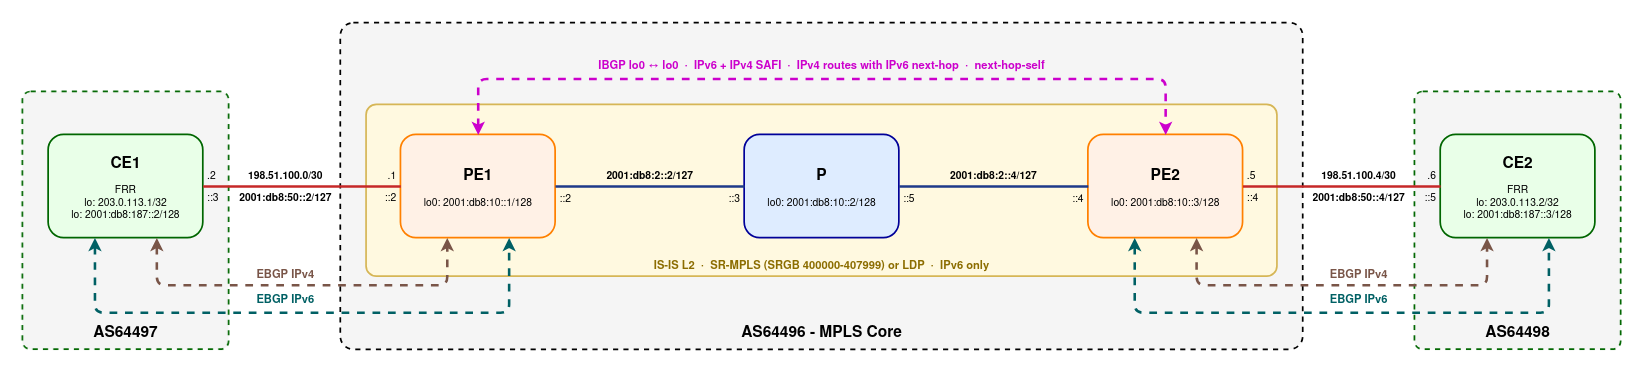 IBGP lo0 ↔ lo0 · IPv6 + IPv4 SAFI · IPv4 routes with IPv6 next-hop · next-hop-self
CE1
FRR
lo: 203.0.113.1/32
lo: 2001:db8:187::2/128
.2
198.51.100.0/30
.1
::3
2001:db8:50::2/127
::2
PE1
lo0: 2001:db8:10::1/128
2001:db8:2::2/127
::2
::3
P
lo0: 2001:db8:10::2/128
2001:db8:2::4/127
::5
::4
PE2
lo0: 2001:db8:10::3/128
.5
198.51.100.4/30
.6
::4
2001:db8:50::4/127
::5
CE2
FRR
lo: 203.0.113.2/32
lo: 2001:db8:187::3/128
IS-IS L2 · SR-MPLS (SRGB 400000-407999) or LDP · IPv6 only
EBGP IPv4
EBGP IPv6
EBGP IPv4
EBGP IPv6
AS64497
AS64496 - MPLS Core
AS64498